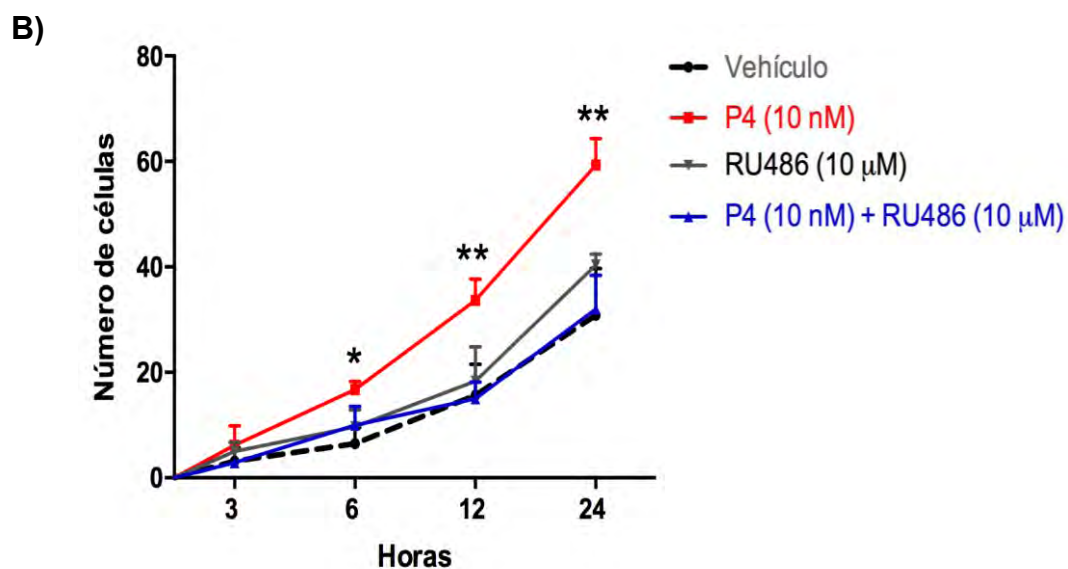 B)
80
60
40
20
0
Número de células
*
**
**
3 6 12 24
Horas
Vehículo
P4 (10 nM)
RU486 (10 μM)
P4 (10 nM) + RU486 (10 μM)